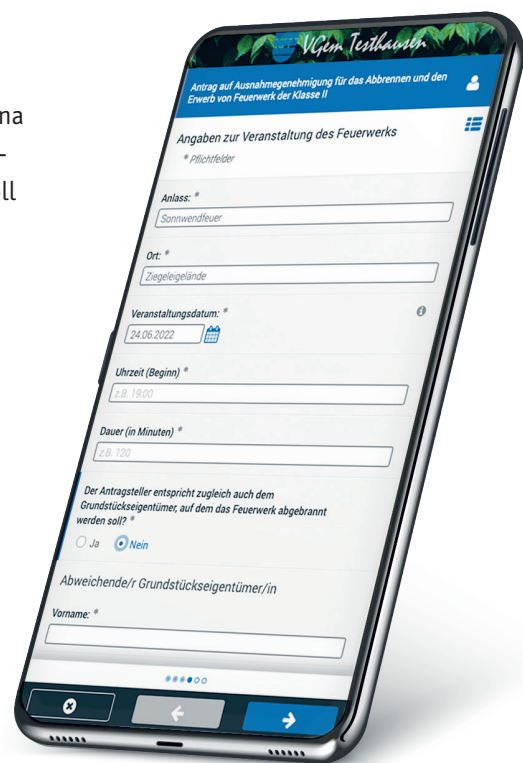 na
-
ll
VGem Testhausen
Antrag auf Ausnahmegenehmigung für das Abbrennen und den
Erwerb von Feuerwerk der Klasse II
Angaben zur Veranstaltung des Feuerwerks
* Pflichtfelder
Anlass: *
Sonnwendfeuer
Ort: *
Ziegeleigelände
Veranstaltungsdatum: *
24.06.2022
Uhrzeit (Beginn) *
z.B. 19:00
Dauer (in Minuten) *
z.B. 120
Der Antragsteller entspricht zugleich auch dem
Grundstückseigentümer, auf dem das Feuerwerk abgebrannt
werden soll? *
Ja Nein
Abweichende/r Grundstückseigentümer/in
Vorname: *